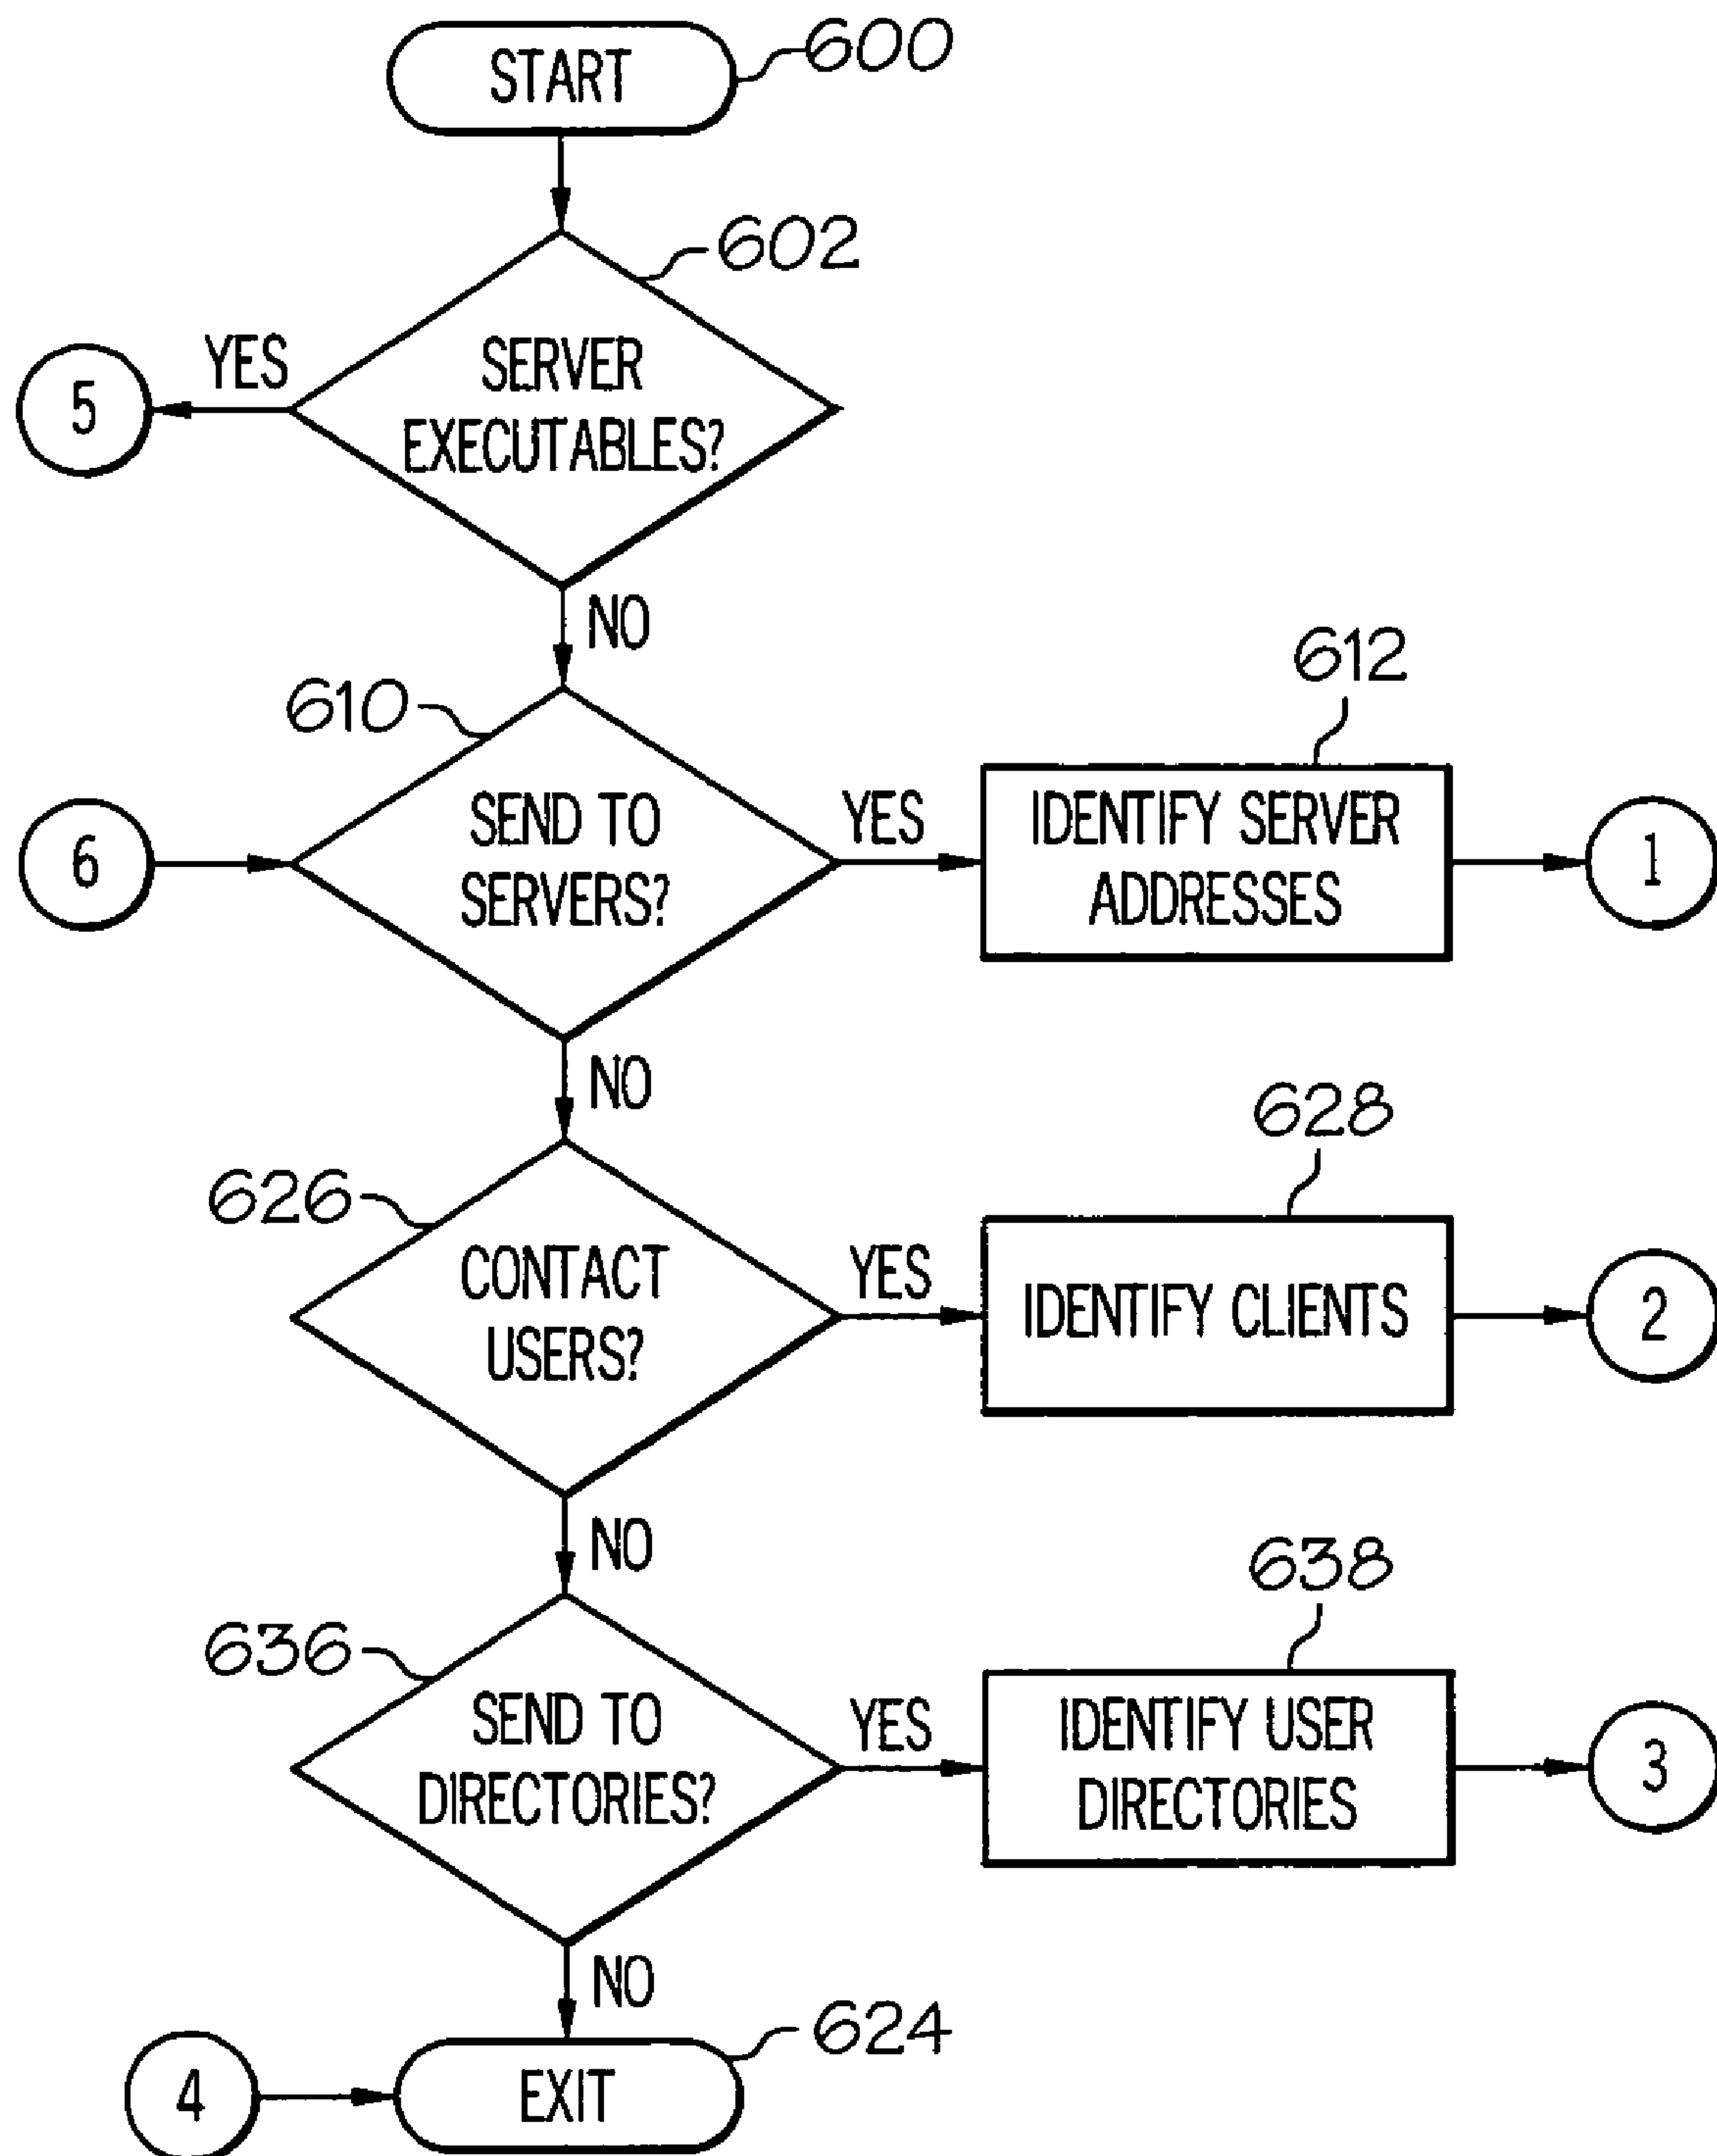 START
600
602
SERVER
EXECUTABLES?
YES
5
NO
610
612
6
SEND TO
SERVERS?
YES
IDENTIFY SERVER
ADDRESSES
1
NO
626
628
CONTACT
USERS?
YES
IDENTIFY CLIENTS
2
NO
636
638
SEND TO
DIRECTORIES?
YES
IDENTIFY USER
DIRECTORIES
3
NO
624
4
EXIT